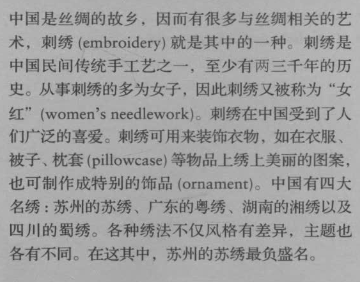 中国是丝绸的故乡，因而有很多与丝绸相关的艺
术，刺绣 (embroidery) 就是其中的一种。刺绣是
中国民间传统手工艺之一，至少有两三千年的历
史。从事刺绣的多为女子，因此刺绣又被称为“女
红”(women's needlework)。刺绣在中国受到了人
们广泛的喜爱。刺绣可用来装饰衣物，如在衣服、
被子、枕套 (pillowcase) 等物品上绣上美丽的图案，
也可制作成特别的饰品 (ornament)。中国有四大
名绣：苏州的苏绣、广东的粤绣、湖南的湘绣以及
四川的蜀绣。各种绣法不仅风格有差异，主题也
各有不同。在这其中，苏州的苏绣最负盛名。